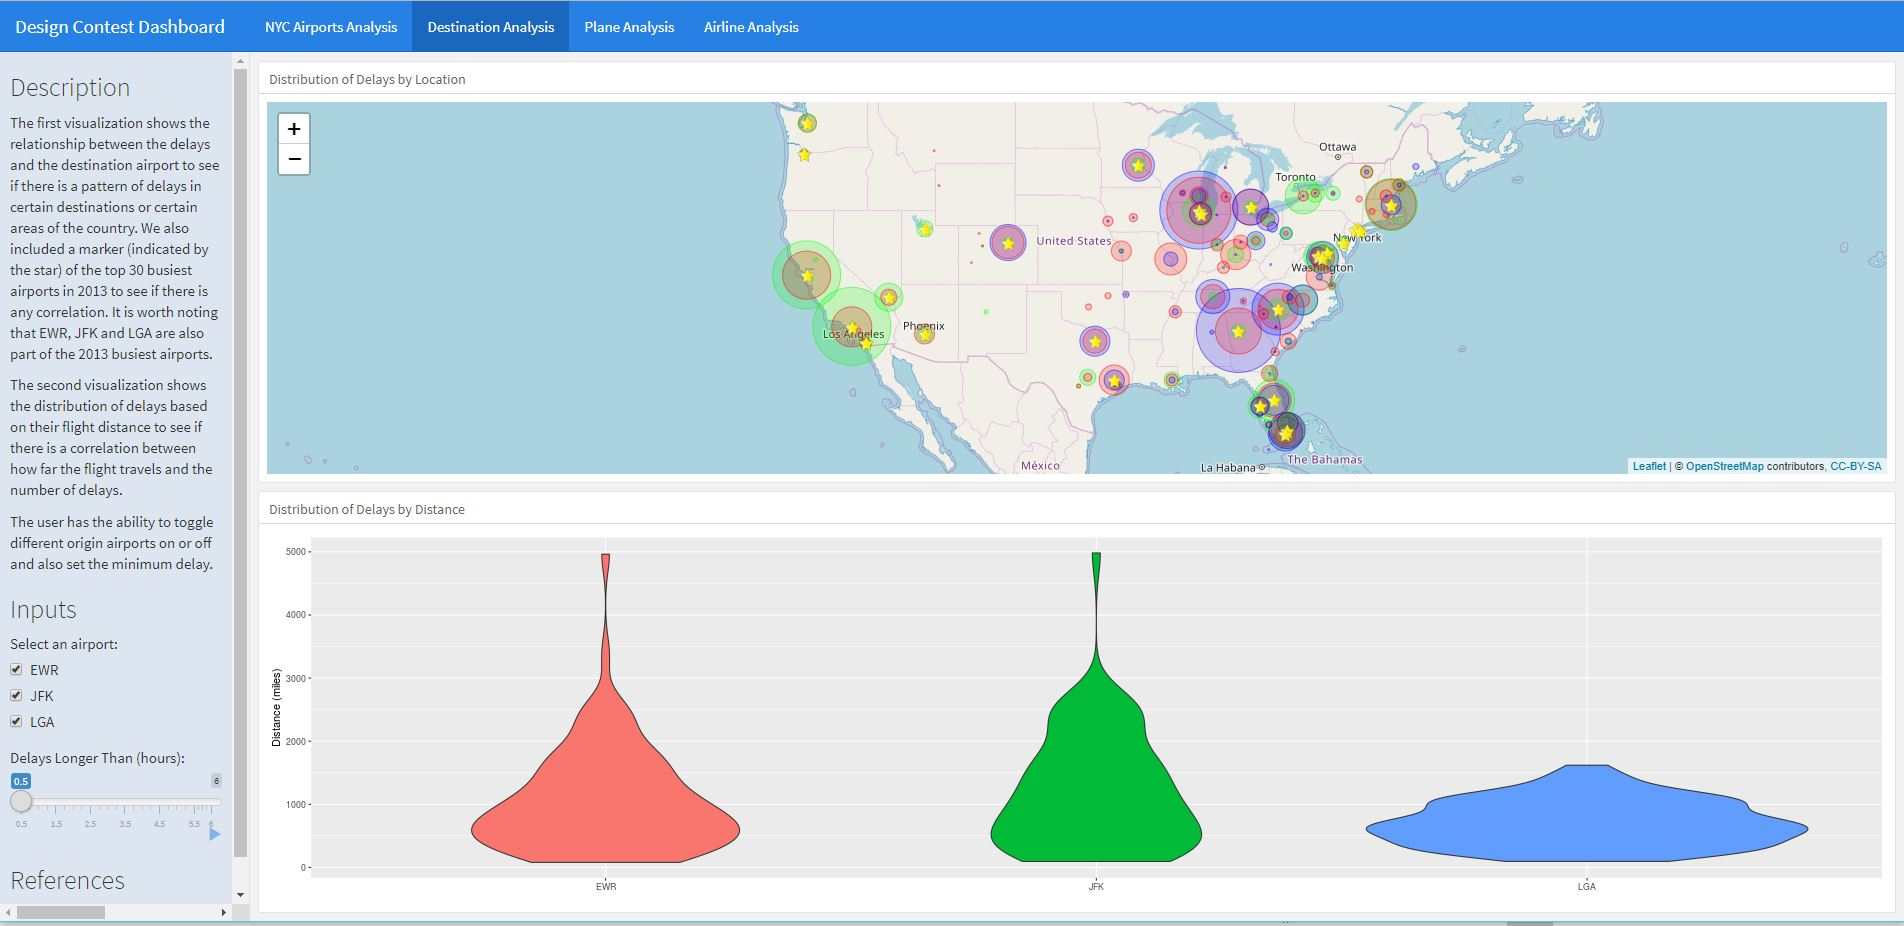 Design Contest Dashboard
NYC Airports Analysis
Destination Analysis
Plane Analysis
Airline Analysis
Description
The first visualization shows the
relationship between the delays
and the destination airport to see
if there is a pattern of delays in
certain destinations or certain
areas of the country. We also
included a marker (indicated by
the star) of the top 30 busiest
airports in 2013 to see if there is
any correlation. It is worth noting
that EWR, JFK and LGA are also
part of the 2013 busiest airports.
The second visualization shows
the distribution of delays based
on their flight distance to see if
there is a correlation between
how far the flight travels and the
number of delays.
The user has the ability to toggle
different origin airports on or off
and also set the minimum delay.
Inputs
Select an airport:
EWR
JFK
LGA
Delays Longer Than (hours):
0.5
6
0.5 1.5 2.5 3.5 4.5 5.5 6
References
Distribution of Delays by Location
+
−
Ottawa
Toronto
United States
New York
Washington
Phoenix
Los Angeles
México
La Habana
The Bahamas
Leaflet | © OpenStreetMap contributors, CC-BY-SA
Distribution of Delays by Distance
Distance (miles)
5000
4000
3000
2000
1000
0
EWR
JFK
LGA